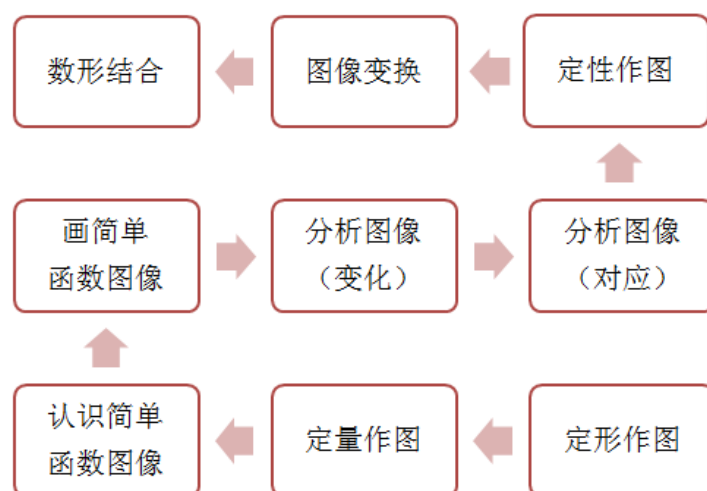 数形结合
图像变换
定性作图
画简单
函数图像
分析图像
（变化）
分析图像
（对应）
认识简单
函数图像
定量作图
定形作图